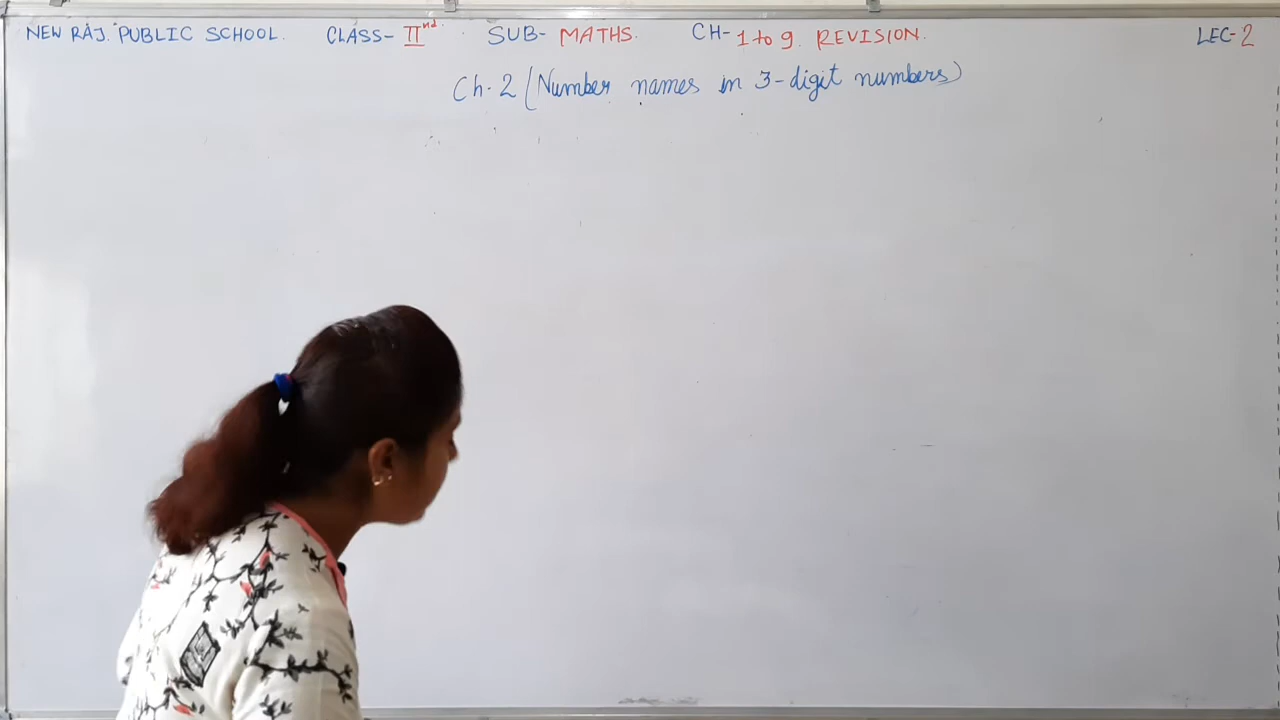 NEW RAJ. PUBLIC SCHOOL. CLASS- IInd. SUB- MATHS. CH- 1 to 9. REVISION. LEC- 2
Ch. 2 (Number names in 3-digit numbers)